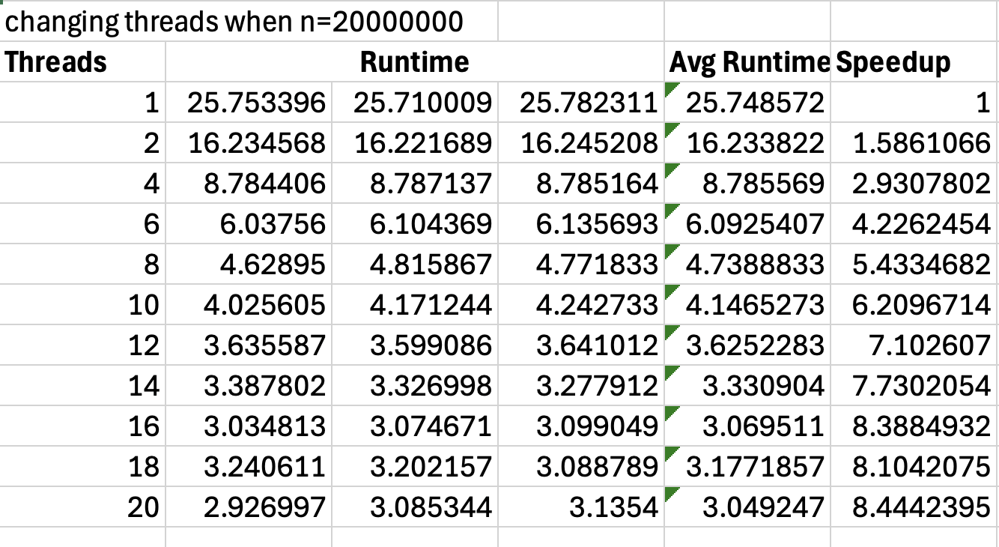 changing threads when n=20000000
Threads Runtime Avg Runtime Speedup
1 25.753396 25.710009 25.782311 25.748572 1
2 16.234568 16.221689 16.245208 16.233822 1.5861066
4 8.784406 8.787137 8.785164 8.785569 2.9307802
6 6.03756 6.104369 6.135693 6.0925407 4.2262454
8 4.62895 4.815867 4.771833 4.7388833 5.4334682
10 4.025605 4.171244 4.242733 4.1465273 6.2096714
12 3.635587 3.599086 3.641012 3.6252283 7.102607
14 3.387802 3.326998 3.277912 3.330904 7.7302054
16 3.034813 3.074671 3.099049 3.069511 8.3884932
18 3.240611 3.202157 3.088789 3.1771857 8.1042075
20 2.926997 3.085344 3.1354 3.049247 8.4442395